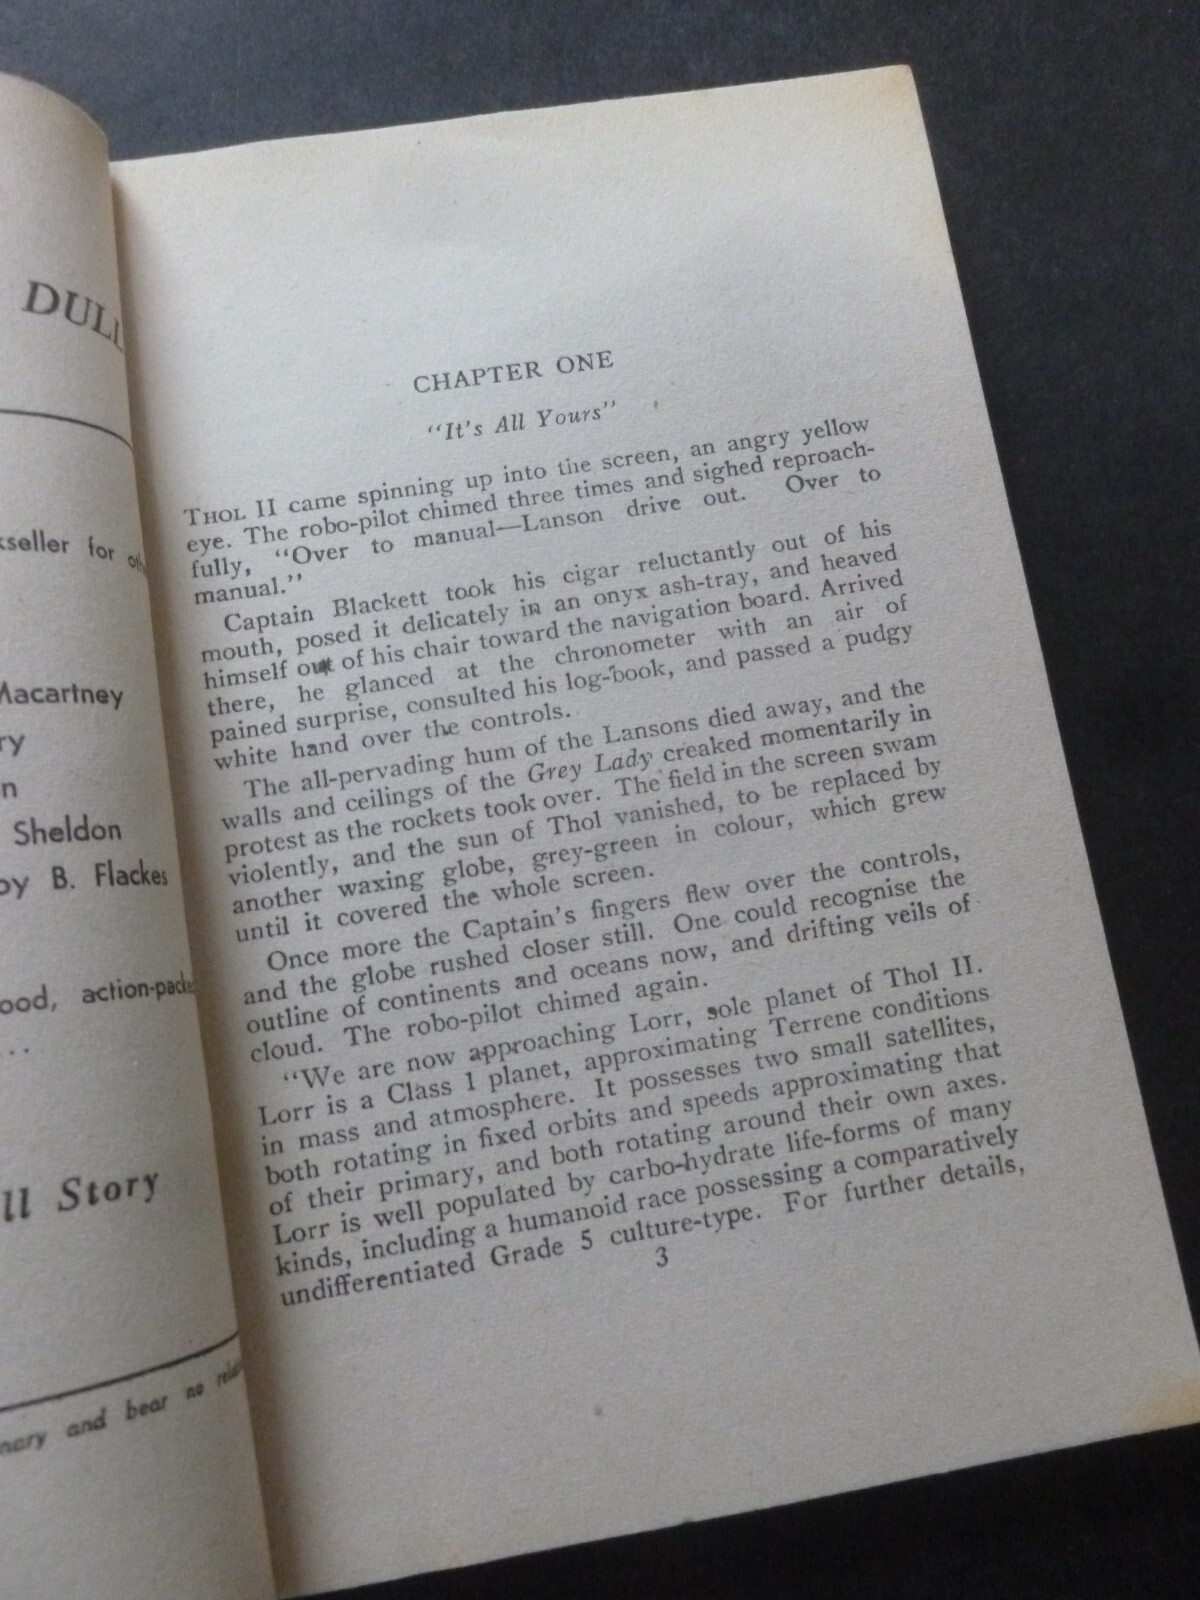 DULL
kseller for
Macartney
ry
n
Sheldon
by B. Flackes
ood, action-packe
...
ll Story
nary and bear no rela
CHAPTER ONE
"It's All Yours"
THOL II came spinning up into the screen, an angry yellow
eye. The robo-pilot chimed three times and sighed reproach-
fully, "Over to manual—Lanson drive out. Over to
manual."
Captain Blackett took his cigar reluctantly out of his
mouth, posed it delicately in an onyx ash-tray, and heaved
himself out of his chair toward the navigation board. Arrived
there, he glanced at the chronometer with an air of
pained surprise, consulted his log-book, and passed a pudgy
white hand over the controls.
The all-pervading hum of the Lansons died away, and the
walls and ceilings of the Grey Lady creaked momentarily in
protest as the rockets took over. The field in the screen swam
violently, and the sun of Thol vanished, to be replaced by
another waxing globe, grey-green in colour, which grew
until it covered the whole screen.
Once more the Captain's fingers flew over the controls,
and the globe rushed closer still. One could recognise the
outline of continents and oceans now, and drifting veils of
cloud. The robo-pilot chimed again.
"We are now approaching Lorr, sole planet of Thol II.
Lorr is a Class 1 planet, approximating Terrene conditions
in mass and atmosphere. It possesses two small satellites,
both rotating in fixed orbits and speeds approximating that
of their primary, and both rotating around their own axes.
Lorr is well populated by carbo-hydrate life-forms of many
kinds, including a humanoid race possessing a comparatively
undifferentiated Grade 5 culture-type. For further details,
3